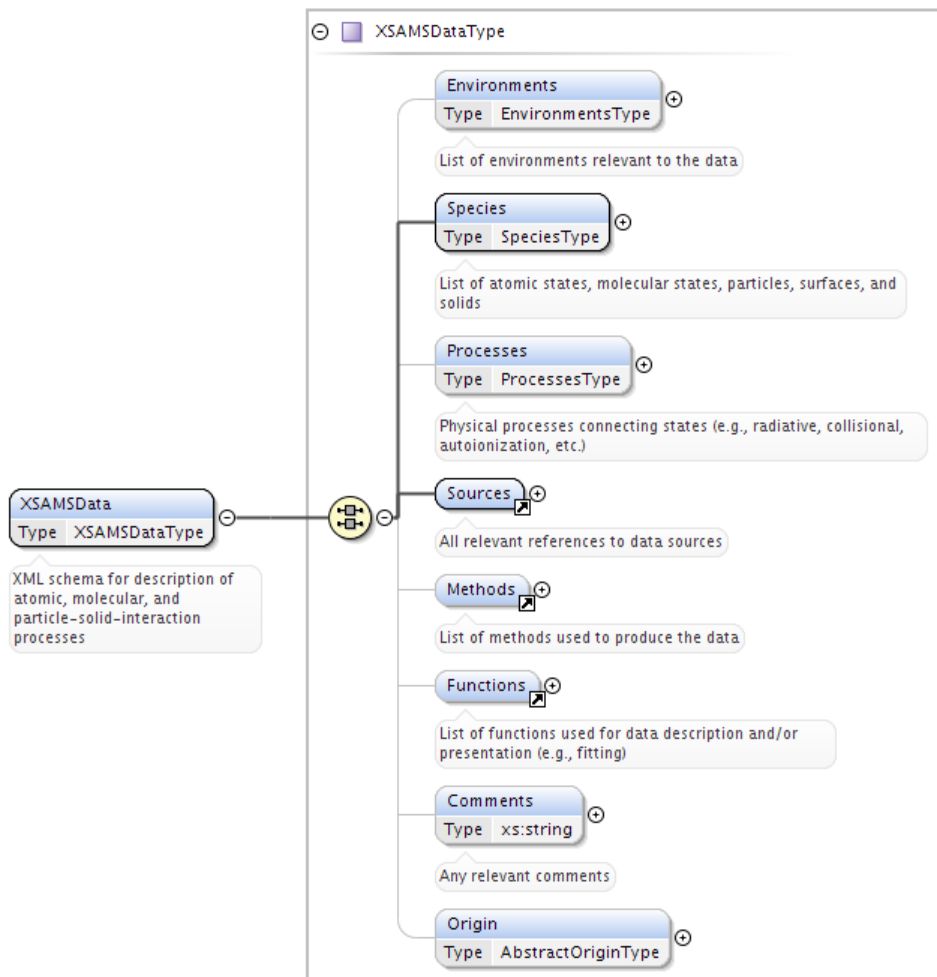 XSAMSDataType
Environments
Type EnvironmentsType
List of environments relevant to the data
Species
Type SpeciesType
List of atomic states, molecular states, particles, surfaces, and
solids
Processes
Type ProcessesType
Physical processes connecting states (e.g., radiative, collisional,
autoionization, etc.)
XSAMSData
Type XSAMSDataType
XML schema for description of
atomic, molecular, and
particle-solid-interaction
processes
Sources
All relevant references to data sources
Methods
List of methods used to produce the data
Functions
List of functions used for data description and/or
presentation (e.g., fitting)
Comments
Type xs:string
Any relevant comments
Origin
Type AbstractOriginType